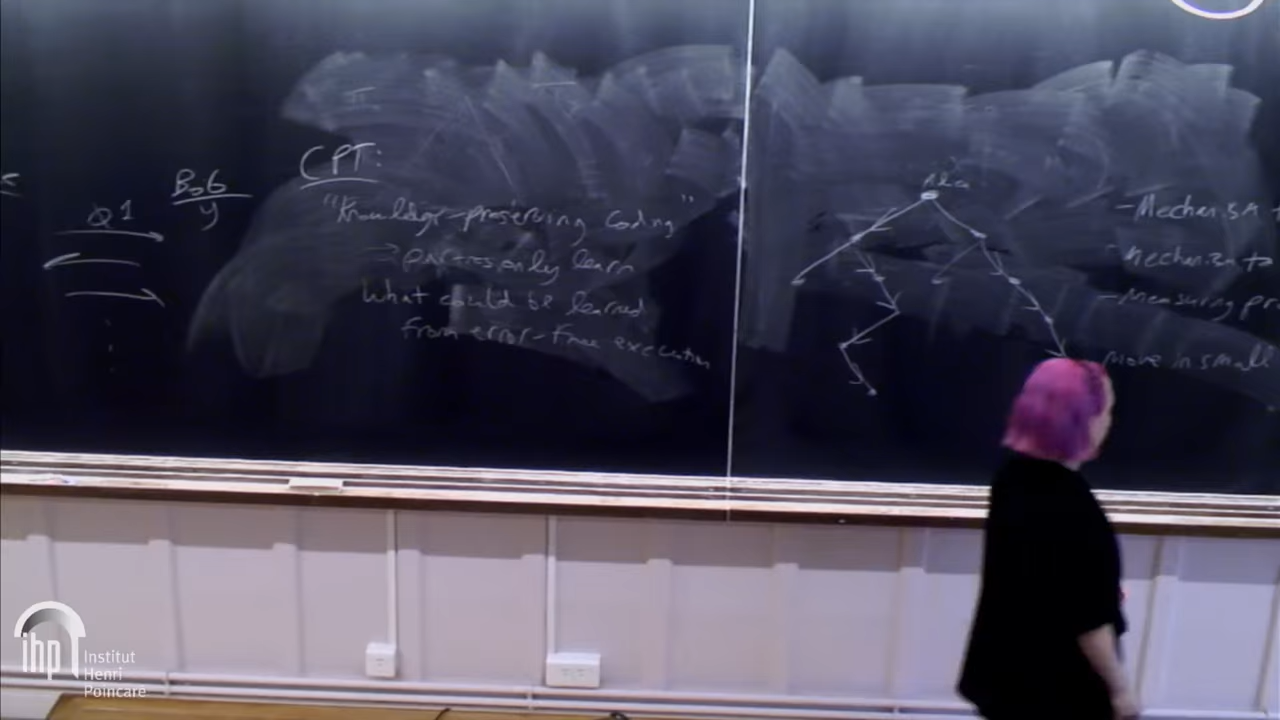 Q1
Bob
y
CPT:
"Knowledge-preserving Coding"
→ parties only learn
what could be learned
from error-free execution
Alice
- Mechanism
Mechanism to
- Measuring pr
move in small
ihp Institut
Henri
Poincaré